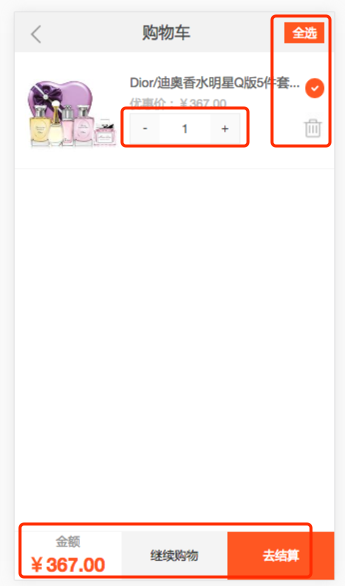 购物车
全选
Dior/迪奥香水明星Q版5件套...
优惠价：￥367.00
- 1 +
金额
￥367.00
继续购物
去结算